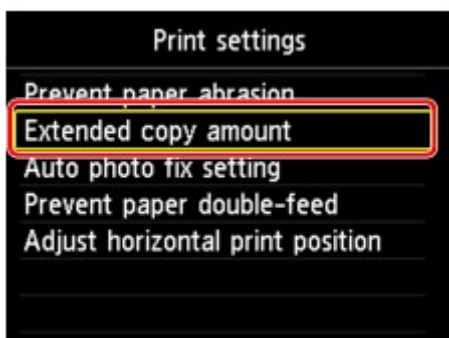 Print settings
Prevent paper abrasion
Extended copy amount
Auto photo fix setting
Prevent paper double-feed
Adjust horizontal print position